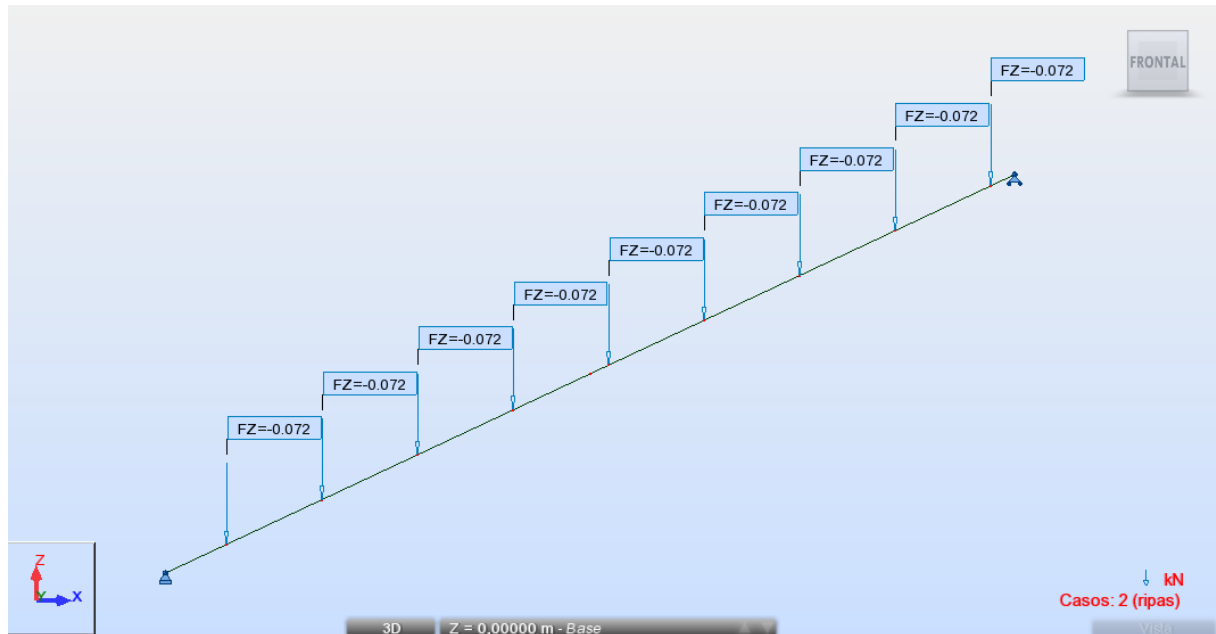 FZ=-0.072
FRONTAL
FZ=-0.072
FZ=-0.072
FZ=-0.072
FZ=-0.072
FZ=-0.072
FZ=-0.072
FZ=-0.072
FZ=-0.072
Z
Y
X
kN
Casos: 2 (ripas)
3D
Z = 0,00000 m - Base
Vista